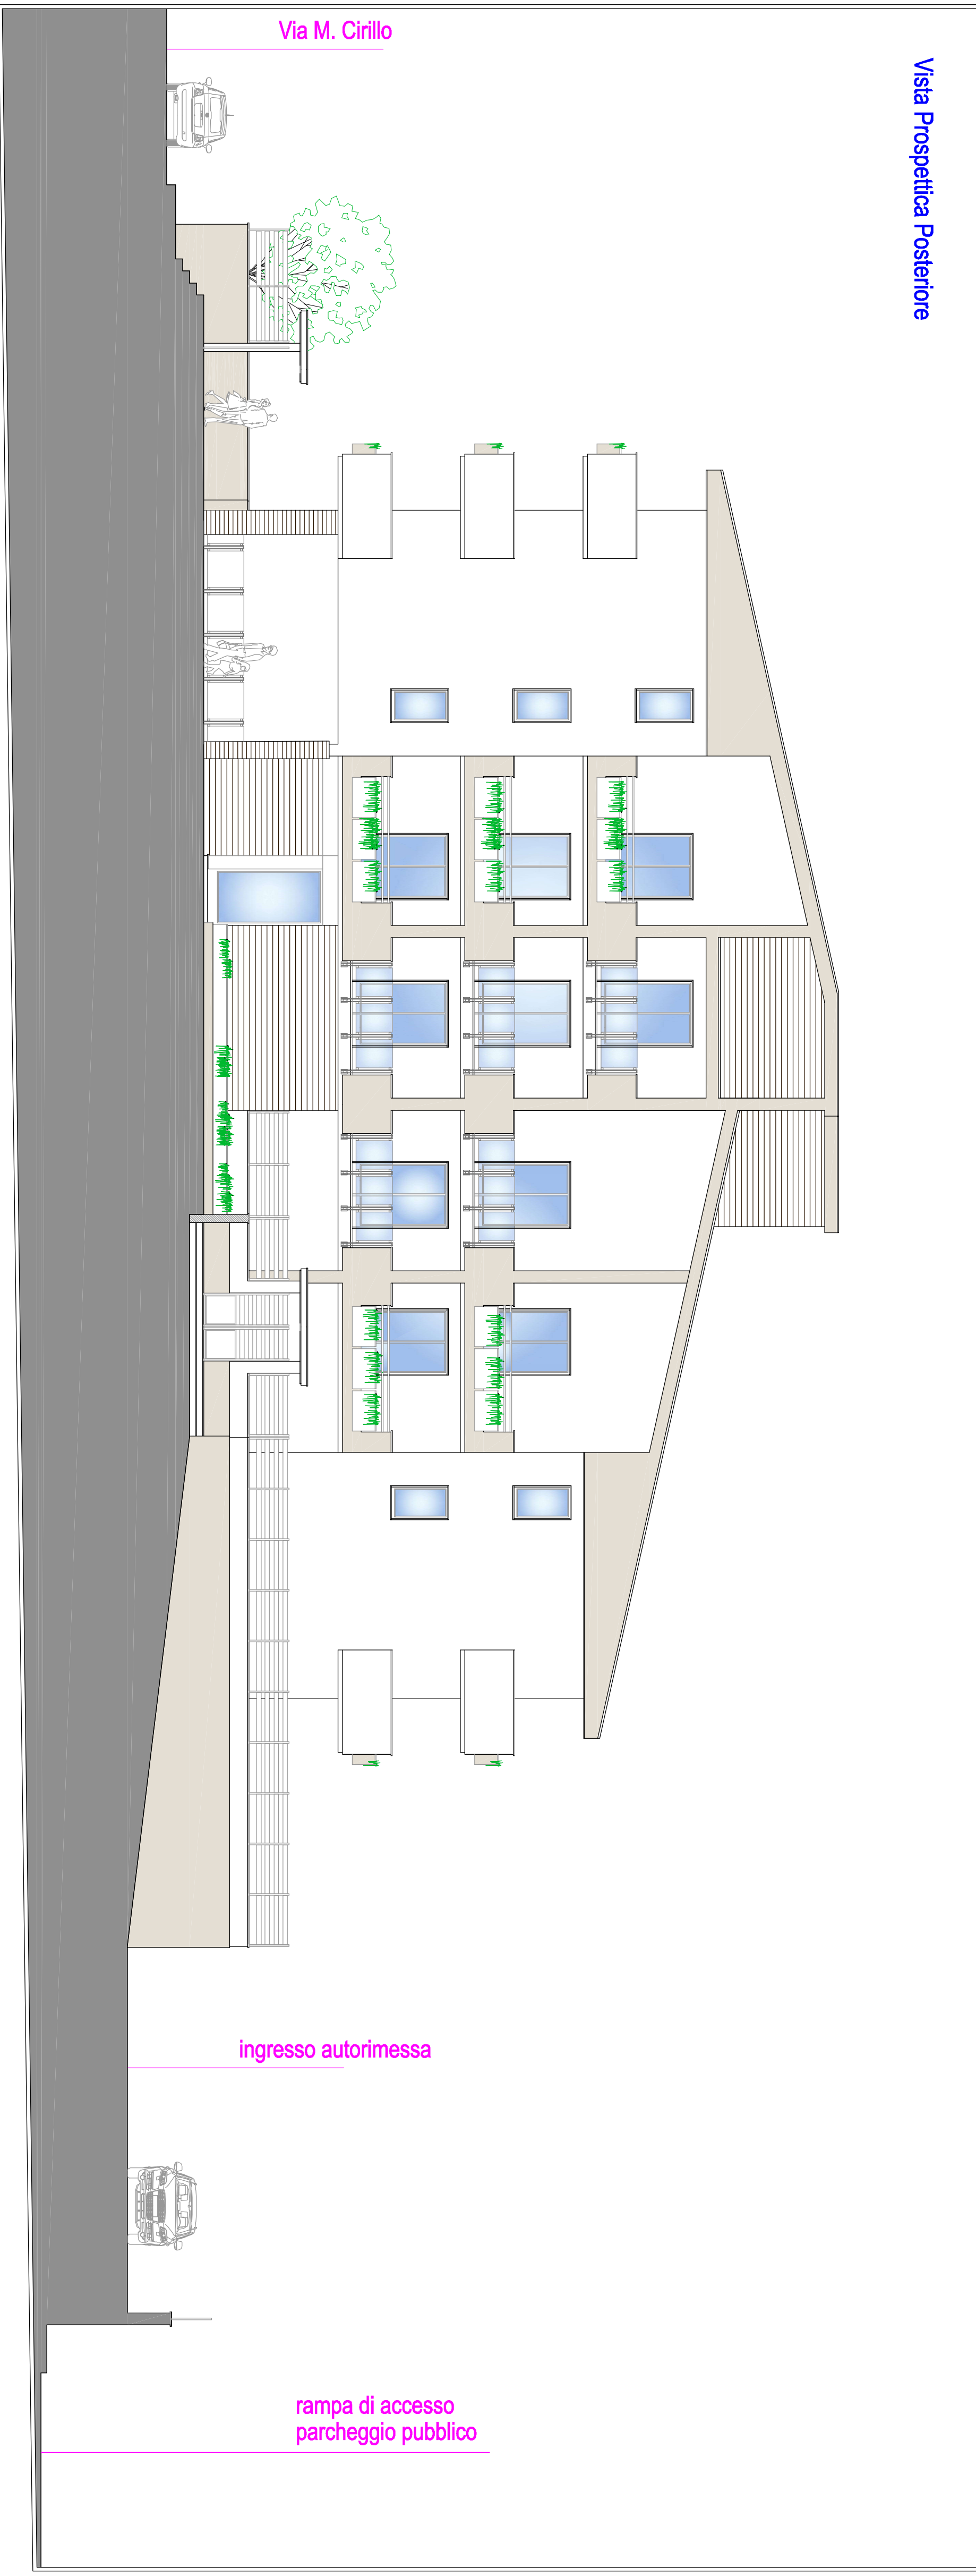 Vista Prospettica Posteriore
Via M. Cirillo
ingresso autorimessa
rampa di accesso
parcheggio pubblico